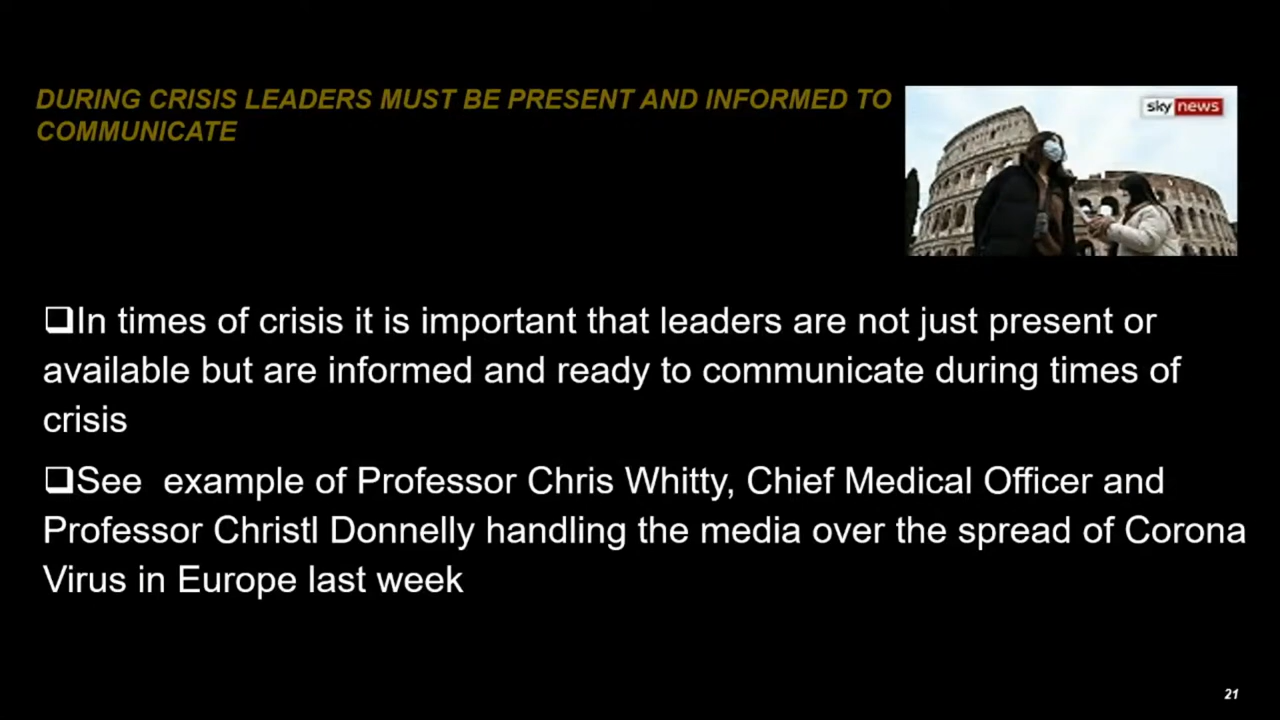 DURING CRISIS LEADERS MUST BE PRESENT AND INFORMED TO
COMMUNICATE
sky news
❑In times of crisis it is important that leaders are not just present or
available but are informed and ready to communicate during times of
crisis
❑See example of Professor Chris Whitty, Chief Medical Officer and
Professor Christl Donnelly handling the media over the spread of Corona
Virus in Europe last week
21